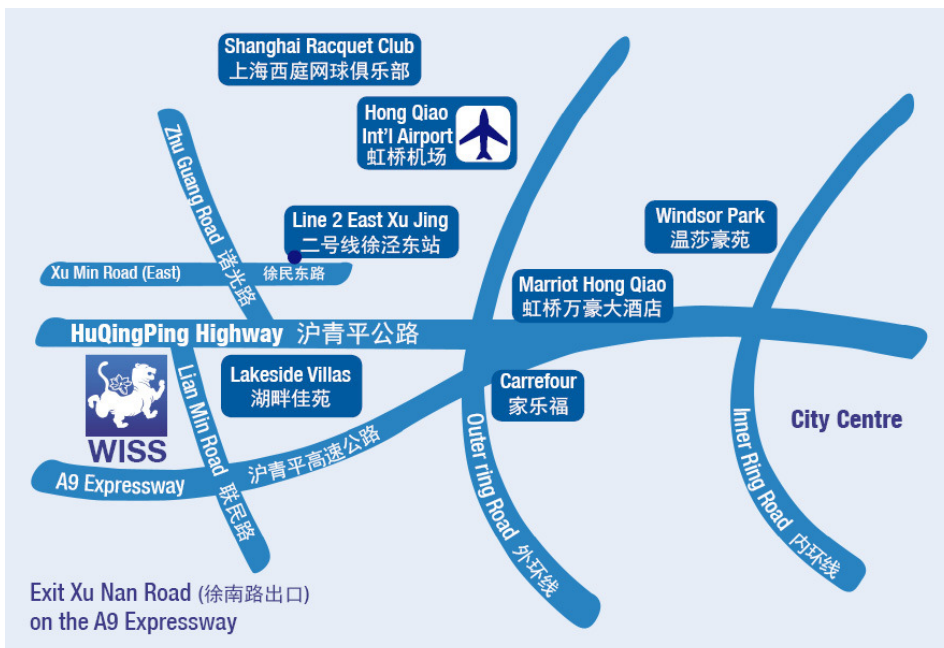 Shanghai Racquet Club
上海西庭网球俱乐部
Hong Qiao
Int'l Airport
虹桥机场
Zhu Guang Road 诸光路
Line 2 East Xu Jing
二号线徐泾东站
Windsor Park
温莎豪苑
Xu Min Road (East) 徐民东路
Marriot Hong Qiao
虹桥万豪大酒店
HuQingPing Highway 沪青平公路
Lakeside Villas
湖畔佳苑
Carrefour
家乐福
WISS
Lian Min Road 联民路
City Centre
A9 Expressway 沪青平高速公路
Outer ring Road 外环线
Inner Ring Road 内环线
Exit Xu Nan Road (徐南路出口)
on the A9 Expressway